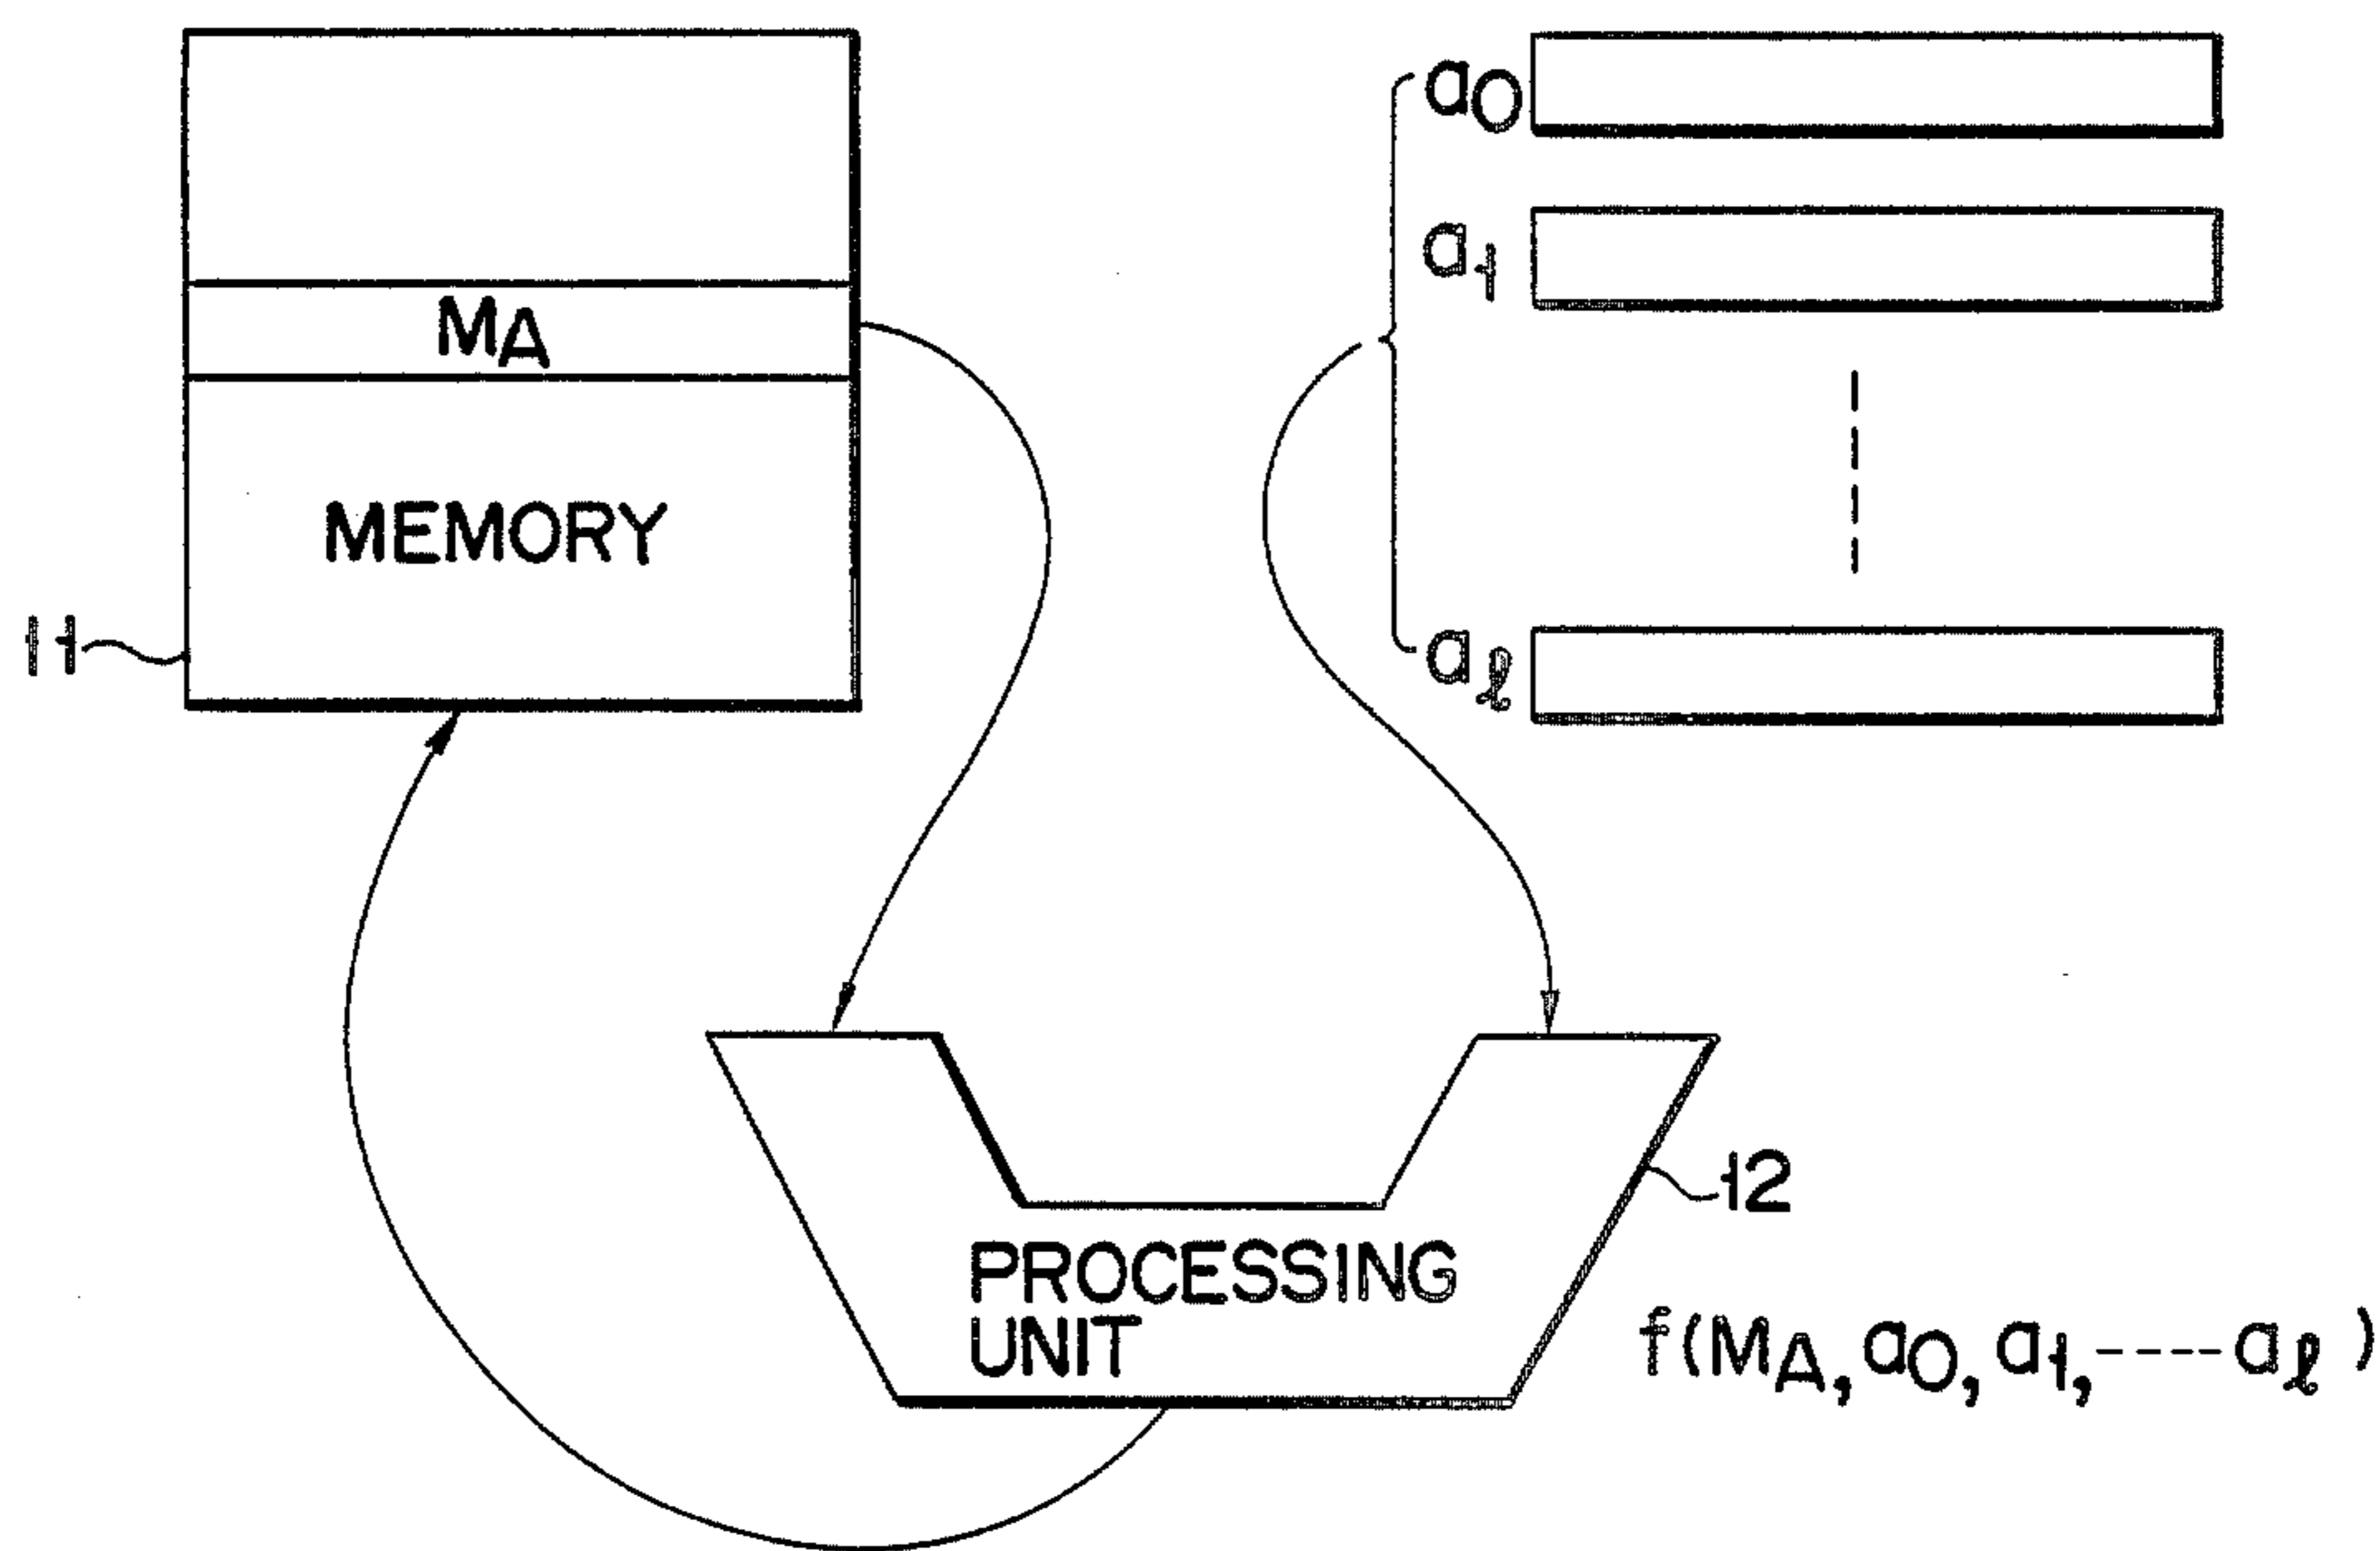 a0
a1
MA
MEMORY
11
aℓ
12
PROCESSING
UNIT
f(MA, a0, a1, ---- aℓ)